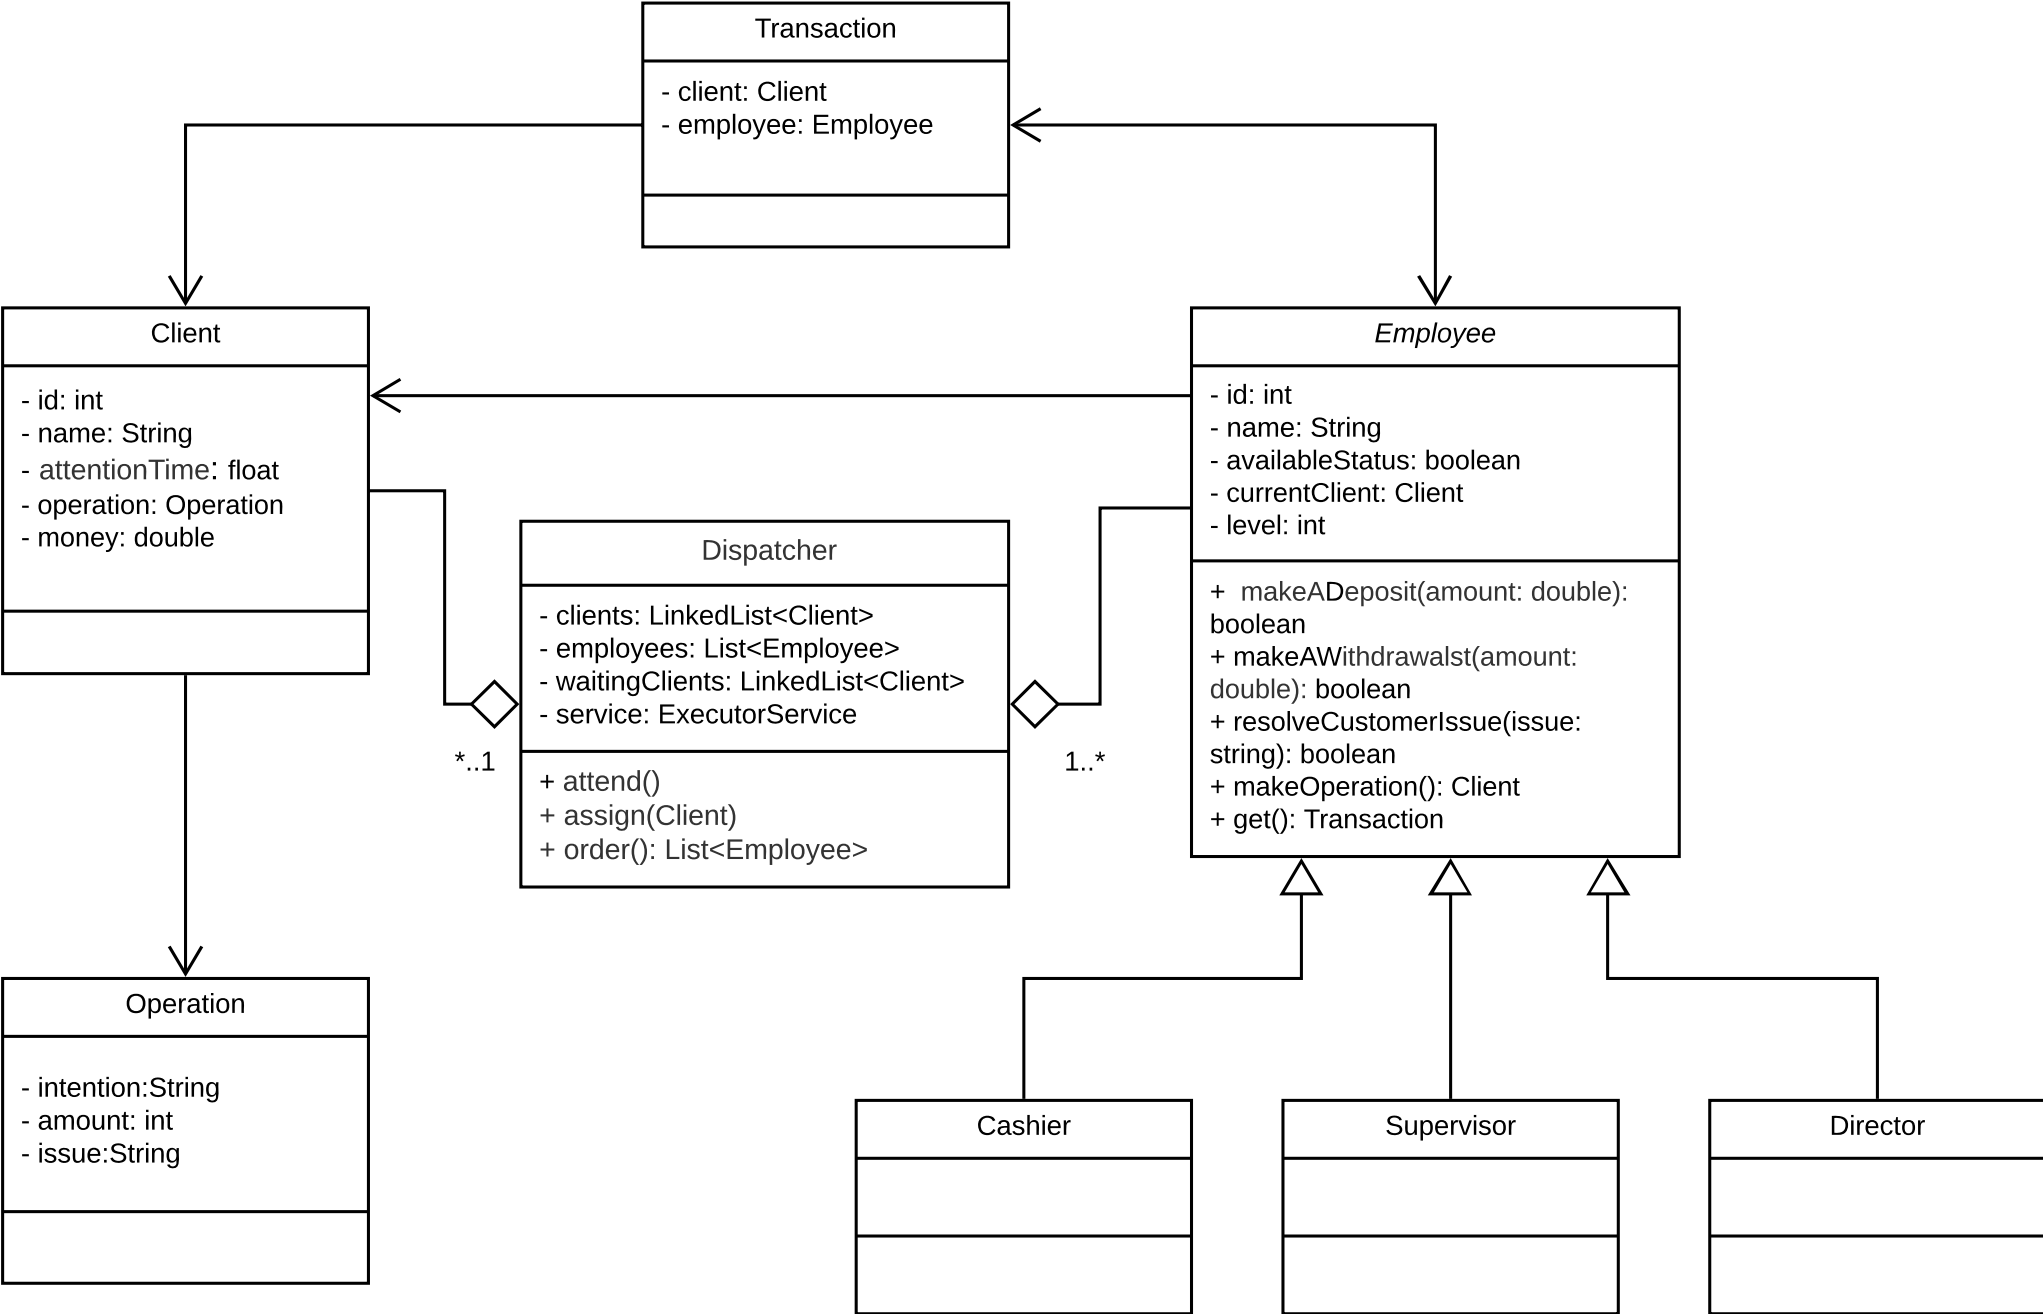 Transaction
- client: Client
- employee: Employee
Client
- id: int
- name: String
- attentionTime: float
- operation: Operation
- money: double
Employee
- id: int
- name: String
- availableStatus: boolean
- currentClient: Client
- level: int
+  makeADeposit(amount: double):
boolean
+ makeAWithdrawalst(amount:
double): boolean
+ resolveCustomerIssue(issue:
string): boolean
+ makeOperation(): Client
+ get(): Transaction
Dispatcher
- clients: LinkedList<Client>
- employees: List<Employee>
- waitingClients: LinkedList<Client>
- service: ExecutorService
+ attend()
+ assign(Client)
+ order(): List<Employee>
*..1
1..*
Operation
- intention:String
- amount: int
- issue:String
Cashier
Supervisor
Director